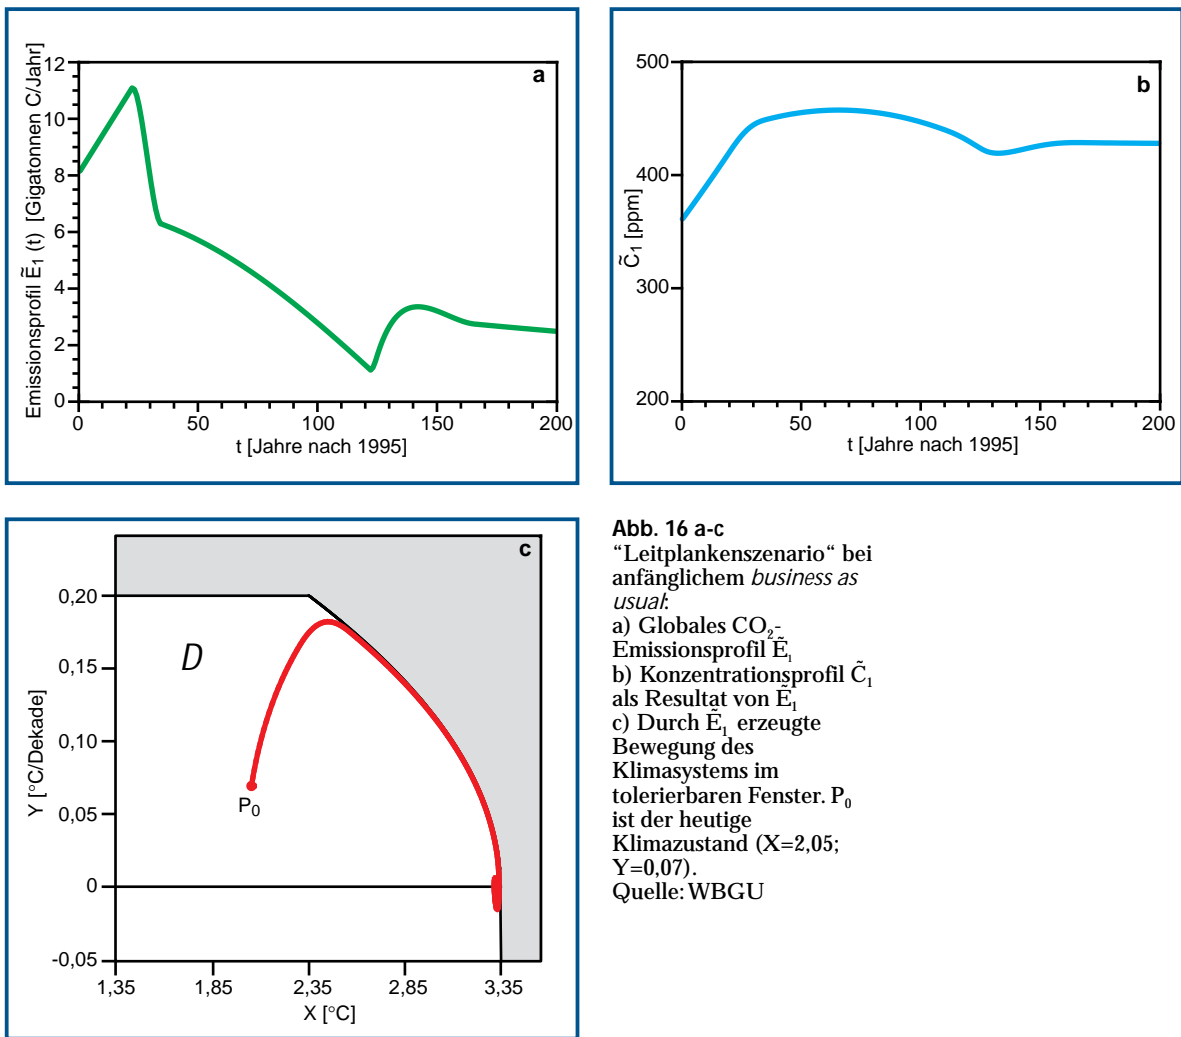 a
Emissionsprofil Ẽ1 (t) [Gigatonnen C/Jahr]
12
10
8
6
4
2
0
0 50 100 150 200
t [Jahre nach 1995]
b
C̃1 [ppm]
500
400
300
200
0 50 100 150 200
t [Jahre nach 1995]
c
Y [°C/Dekade]
0,20
0,15
0,10
0,05
0
-0,05
D
P0
1,35 1,85 2,35 2,85 3,35
X [°C]
Abb. 16 a-c
“Leitplankenszenario“ bei
anfänglichem business as
usual:
a) Globales CO2-
Emissionsprofil Ẽ1
b) Konzentrationsprofil C̃1
als Resultat von Ẽ1
c) Durch Ẽ1 erzeugte
Bewegung des
Klimasystems im
tolerierbaren Fenster. P0
ist der heutige
Klimazustand (X=2,05;
Y=0,07).
Quelle: WBGU